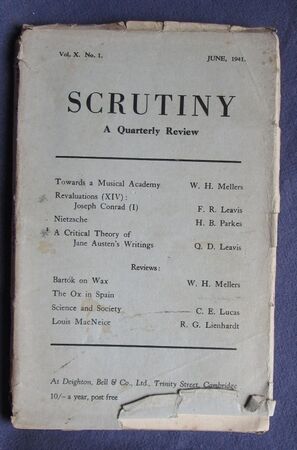 Vol. X. No. 1. JUNE, 1941.
SCRUTINY
A Quarterly Review
Towards a Musical Academy W. H. Mellers
Revaluations (XIV):
Joseph Conrad (I) F. R. Leavis
Nietzsche H. B. Parkes
A Critical Theory of
Jane Austen's Writings Q. D. Leavis
Reviews:
Bartók on Wax W. H. Mellers
The Ox in Spain
Science and Society C. E. Lucas
Louis MacNeice R. G. Lienhardt
At Deighton, Bell & Co., Ltd., Trinity Street, Cambridge
10/- a year, post free